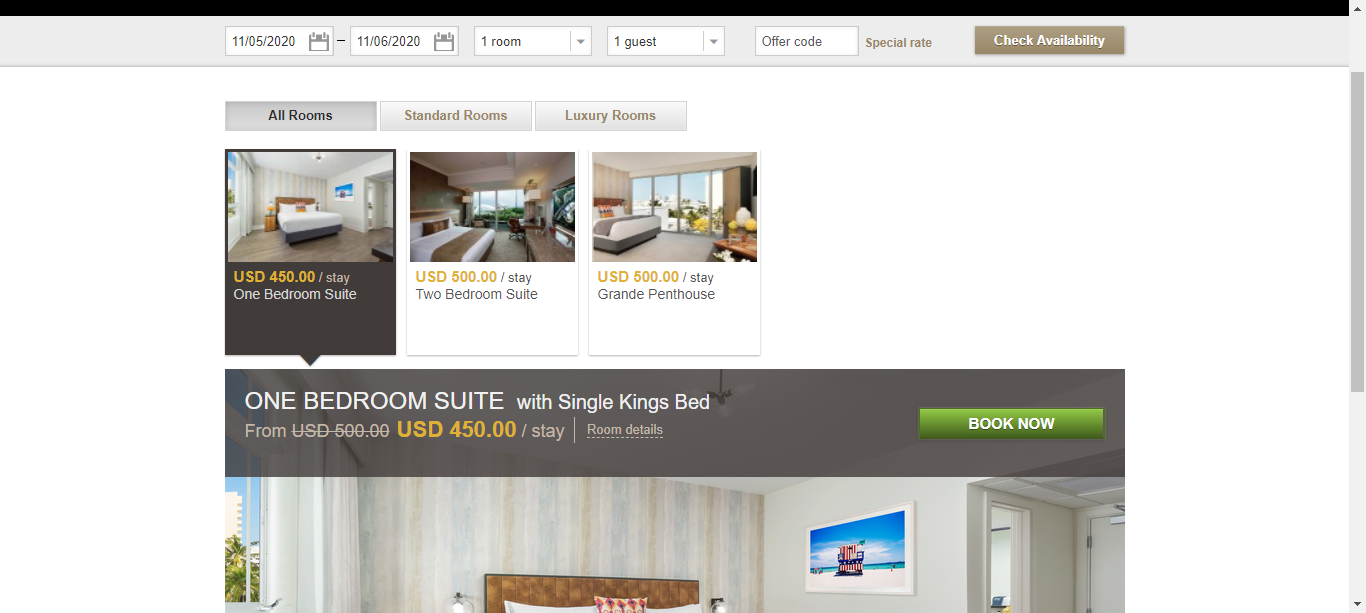 11/05/2020 – 11/06/2020 1 room 1 guest Offer code Special rate Check Availability
All Rooms Standard Rooms Luxury Rooms
USD 450.00 / stay
One Bedroom Suite
USD 500.00 / stay
Two Bedroom Suite
USD 500.00 / stay
Grande Penthouse
ONE BEDROOM SUITE with Single Kings Bed
From USD 500.00 USD 450.00 / stay Room details
BOOK NOW